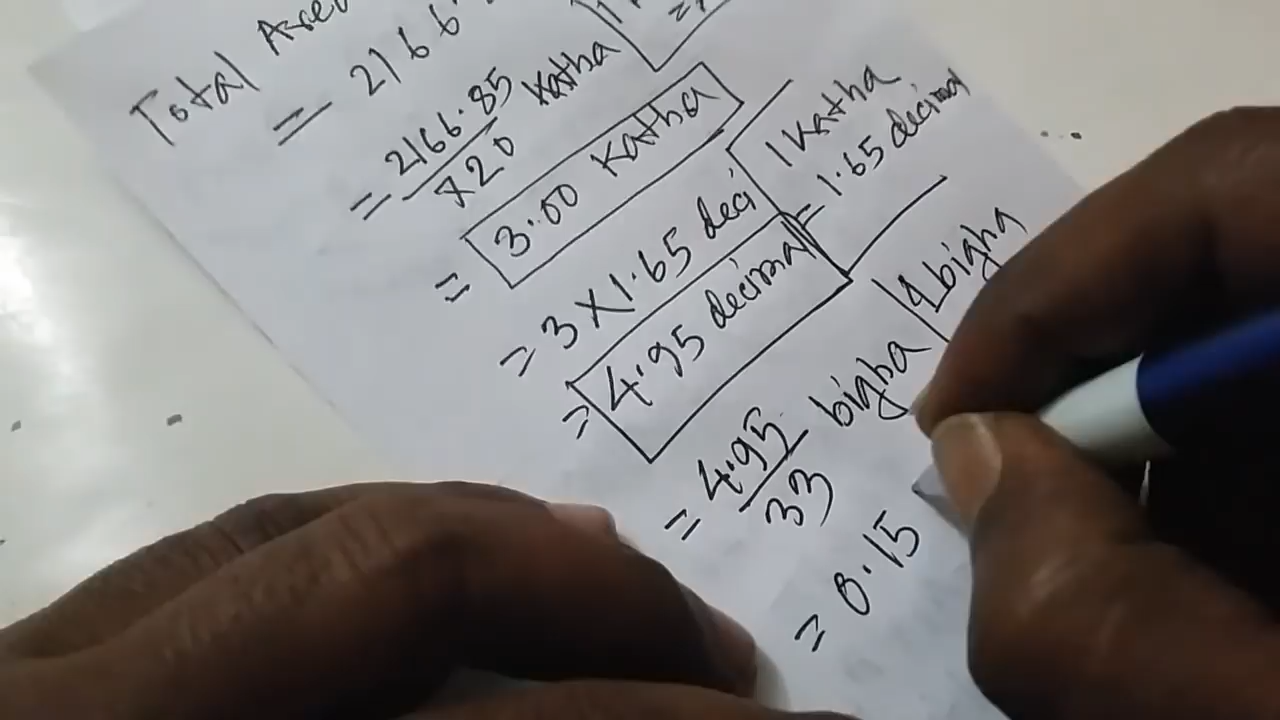 Total Area
= 2166.
= 2166.85 / 720 Katha
= 3.00 Katha
1 Katha
= 1.65 decimal
= 3 X 1.65 deci
= 4.95 decimal
= 4.95 / 33 bigha
1 bigha
= 0.15